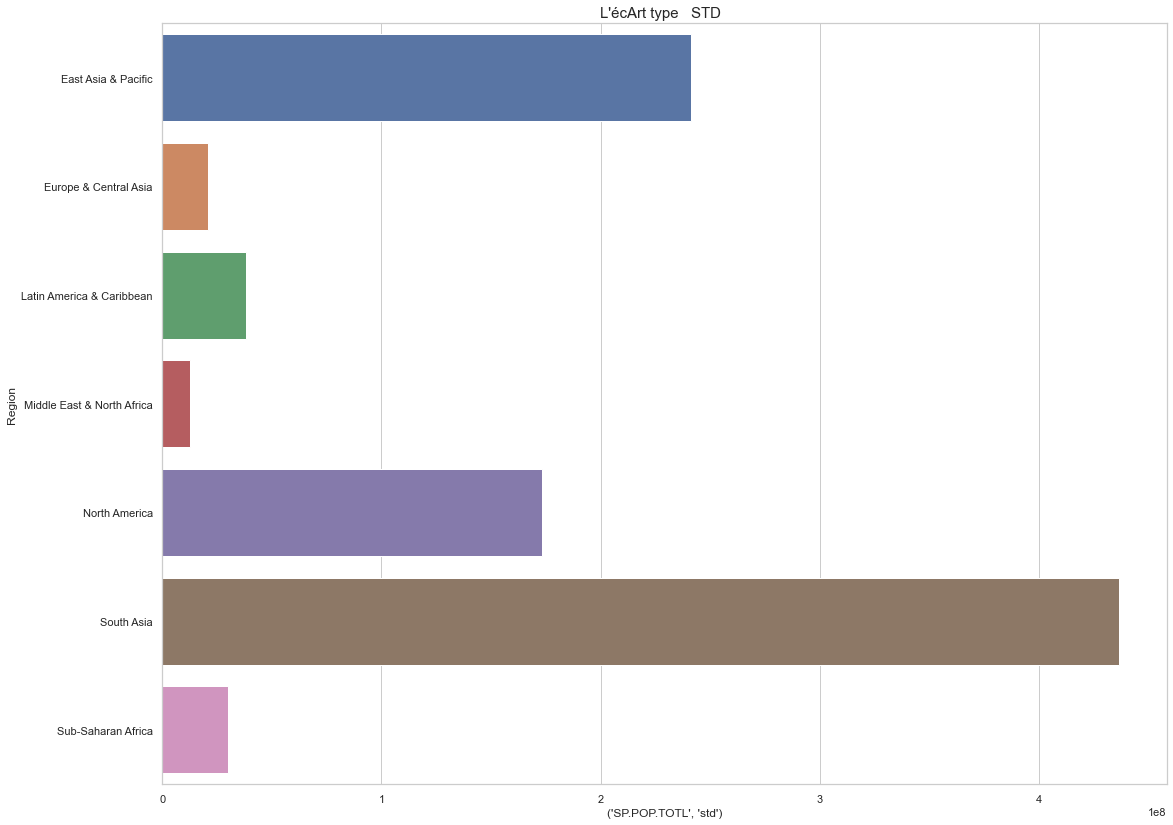 L'écArt type   STD
East Asia & Pacific
Europe & Central Asia
Latin America & Caribbean
Middle East & North Africa
North America
South Asia
Sub-Saharan Africa
Region
0 1 2 3 4
1e8
('SP.POP.TOTL', 'std')